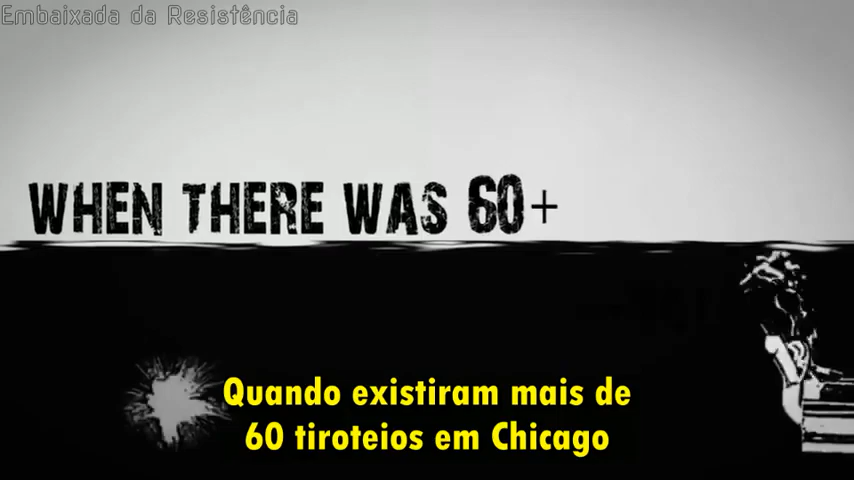 Embaixada da Resistência
WHEN THERE WAS 60+
Quando existiram mais de
60 tiroteios em Chicago